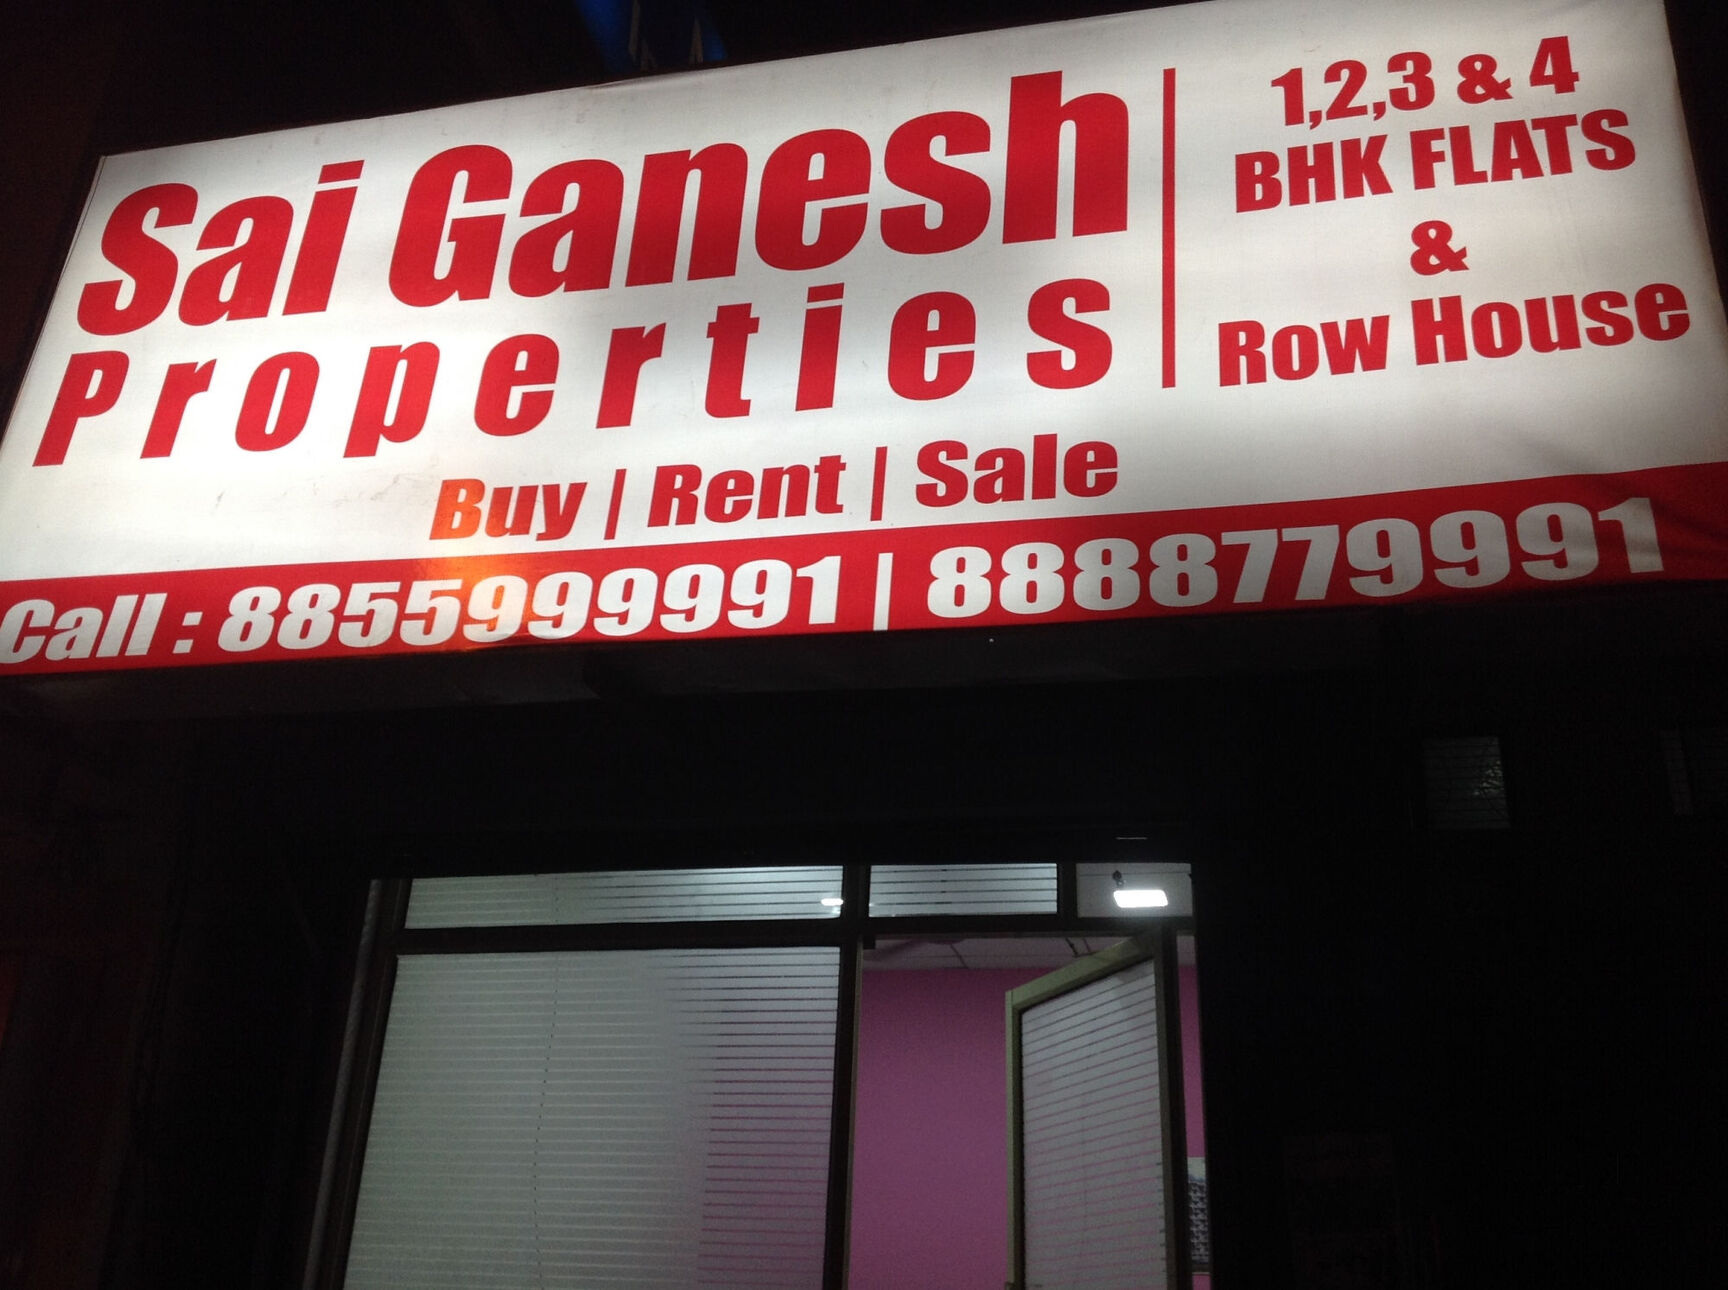 Sai Ganesh
Properties
Buy | Rent | Sale
1,2,3 & 4
BHK FLATS
&
Row House
Call : 8855999991 | 8888779991